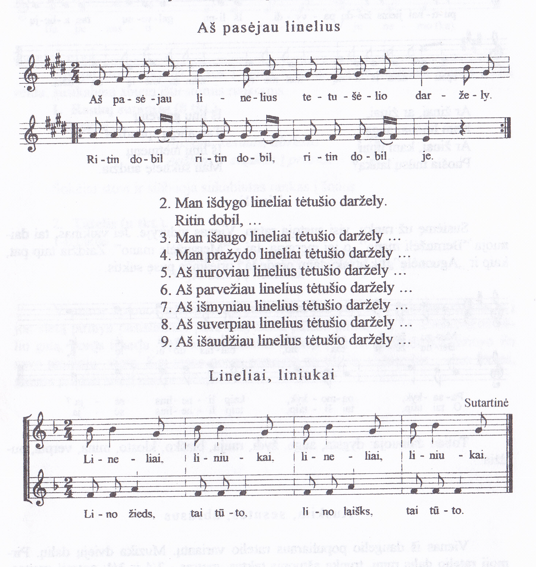 Aš pasėjau linelius
Aš pa - sė - jau li - ne - lius te - tu - šė - lio dar - že - ly.
Ri - tin do - bil ri - tin do - bil, ri - tin do - bil je.
2. Man išdygo lineliai tėtušio daržely.
Ritin dobil, ...
3. Man išaugo lineliai tėtušio daržely ...
4. Man pražydo lineliai tėtušio daržely ...
5. Aš nuroviau linelius tėtušio daržely ...
6. Aš parvežiau linelius tėtušio daržely ...
7. Aš išmyniau linelius tėtušio daržely ...
8. Aš suverpiau linelius tėtušio daržely ...
9. Aš išaudžiau linelius tėtušio daržely ...
Lineliai, liniukai
Sutartinė
Li - ne - liai, li - niu - kai. li - ne - liai, li - niu - kai.
Li - no žieds, tai tū - to, li - no laišks, tai tū - to.